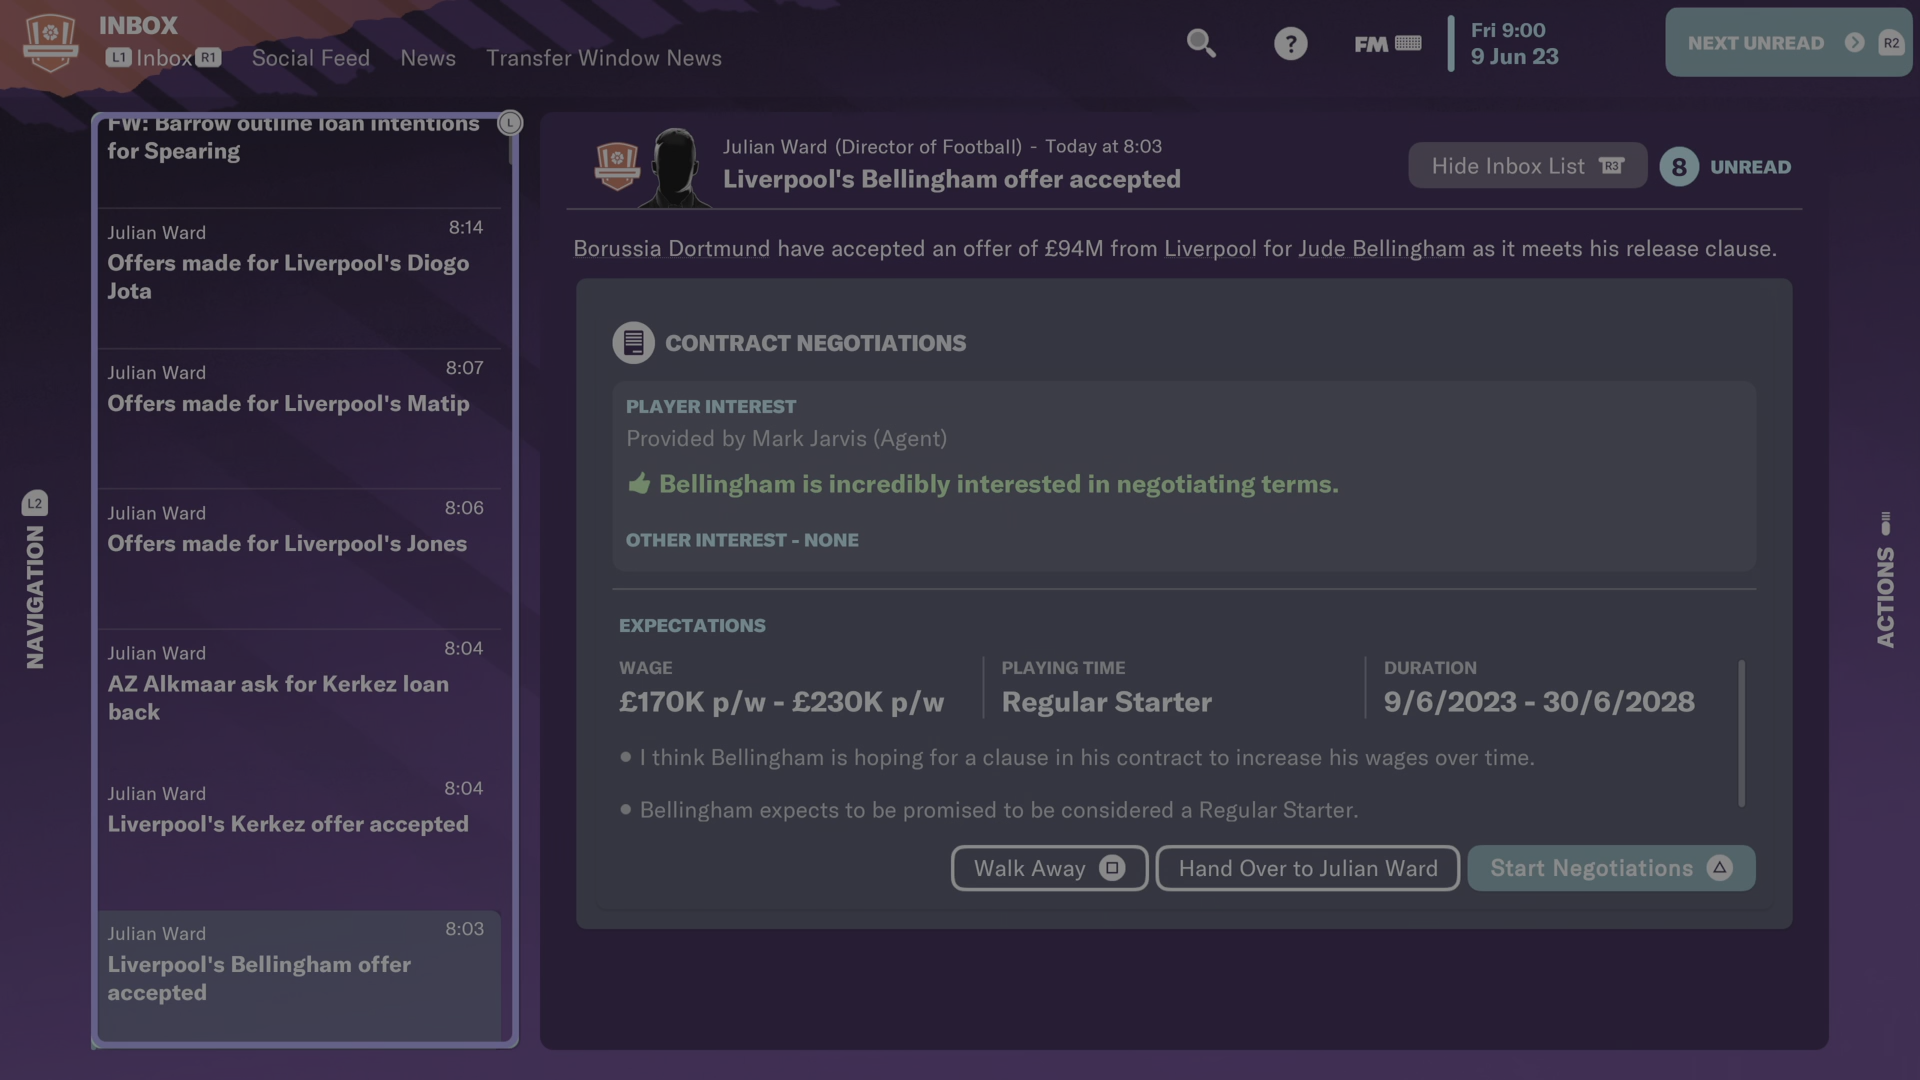 INBOX
L1 Inbox R1 Social Feed News Transfer Window News
?
FM
Fri 9:00
9 Jun 23
NEXT UNREAD R2
FW: Barrow outline loan intentions
for Spearing
L
Julian Ward 8:14
Offers made for Liverpool's Diogo
Jota
Julian Ward 8:07
Offers made for Liverpool's Matip
Julian Ward 8:06
Offers made for Liverpool's Jones
Julian Ward 8:04
AZ Alkmaar ask for Kerkez loan
back
Julian Ward 8:04
Liverpool's Kerkez offer accepted
Julian Ward 8:03
Liverpool's Bellingham offer
accepted
L2
NAVIGATION
Julian Ward (Director of Football) - Today at 8:03
Liverpool's Bellingham offer accepted
Hide Inbox List R3
8 UNREAD
Borussia Dortmund have accepted an offer of £94M from Liverpool for Jude Bellingham as it meets his release clause.
CONTRACT NEGOTIATIONS
PLAYER INTEREST
Provided by Mark Jarvis (Agent)
Bellingham is incredibly interested in negotiating terms.
OTHER INTEREST - NONE
EXPECTATIONS
WAGE
£170K p/w - £230K p/w
PLAYING TIME
Regular Starter
DURATION
9/6/2023 - 30/6/2028
• I think Bellingham is hoping for a clause in his contract to increase his wages over time.
• Bellingham expects to be promised to be considered a Regular Starter.
Walk Away
Hand Over to Julian Ward
Start Negotiations
ACTIONS